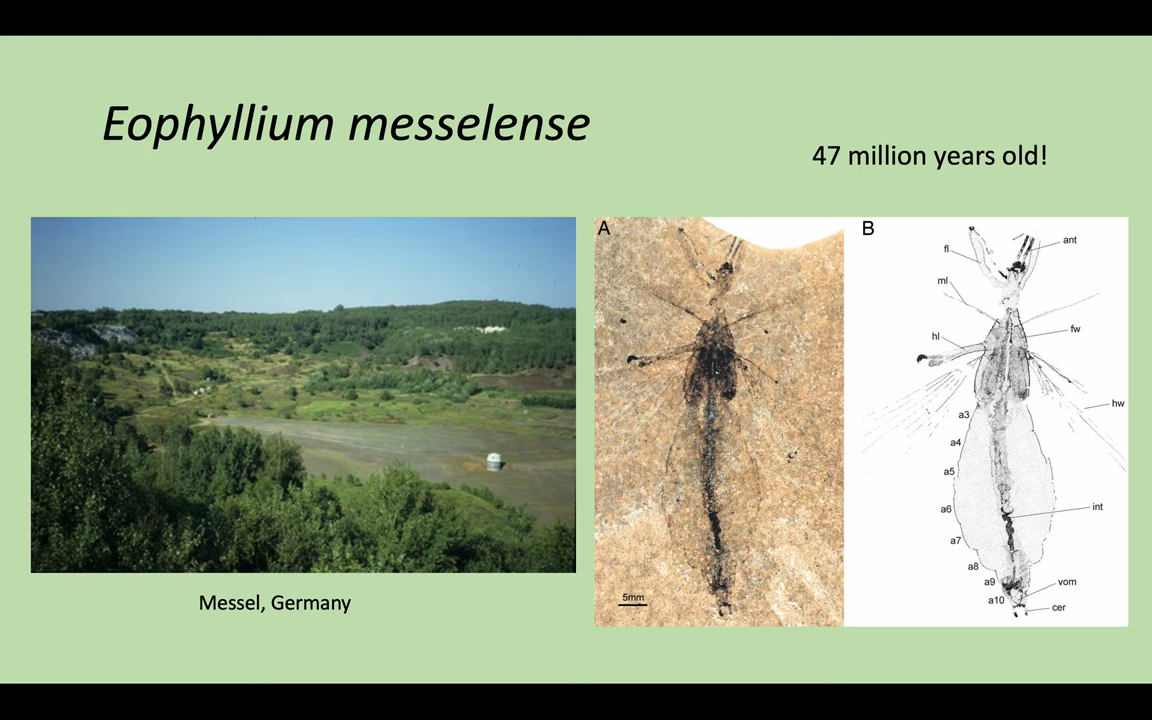 Eophyllium messelense
47 million years old!
A
B
fl
ant
ml
hl
fw
hw
a3
a4
a5
a6
int
a7
a8
a9
vom
a10
cer
5mm
Messel, Germany